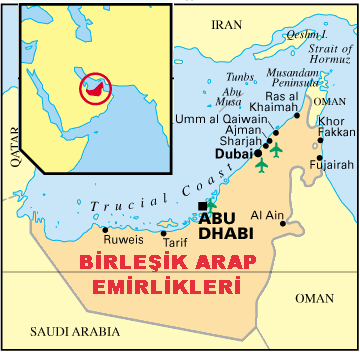 IRAN
Qeshm I.
Strait of
Hormuz
Tunbs
Musandam
Peninsula
Abu
Musa
Ras al
Khaimah
OMAN
Umm al Qaiwain
Ajman
Sharjah
Dubai
Khor
Fakkan
Fujairah
QATAR
Trucial Coast
ABU
DHABI
Al Ain
Ruweis
Tarif
BİRLEŞİK ARAP
EMİRLİKLERİ
OMAN
SAUDI ARABIA